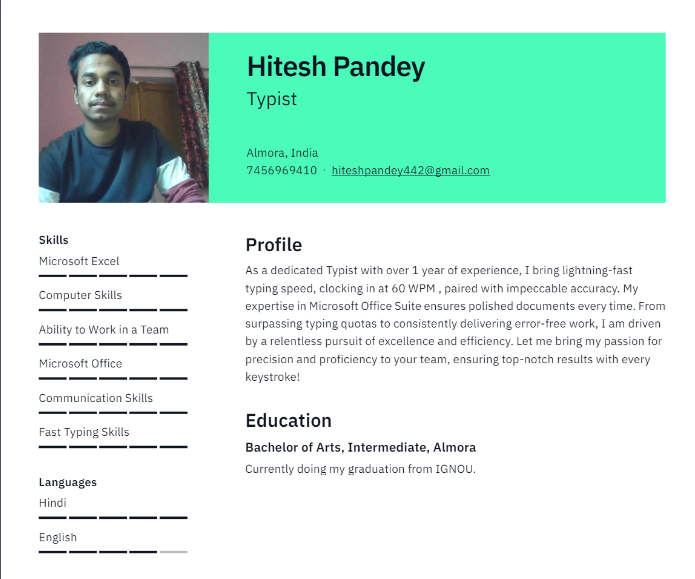 Hitesh Pandey
Typist
Almora, India
7456969410 · hiteshpandey442@gmail.com
Skills
Microsoft Excel
Computer Skills
Ability to Work in a Team
Microsoft Office
Communication Skills
Fast Typing Skills
Languages
Hindi
English
Profile
As a dedicated Typist with over 1 year of experience, I bring lightning-fast
typing speed, clocking in at 60 WPM , paired with impeccable accuracy. My
expertise in Microsoft Office Suite ensures polished documents every time. From
surpassing typing quotas to consistently delivering error-free work, I am driven
by a relentless pursuit of excellence and efficiency. Let me bring my passion for
precision and proficiency to your team, ensuring top-notch results with every
keystroke!
Education
Bachelor of Arts, Intermediate, Almora
Currently doing my graduation from IGNOU.